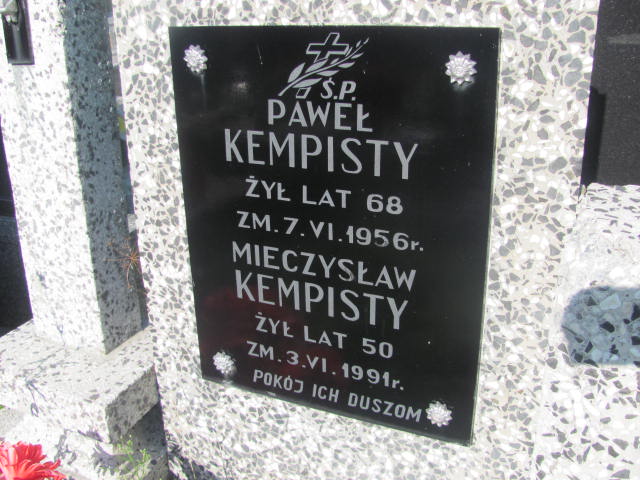 Ś.P.
PAWEŁ
KEMPISTY
ŻYŁ LAT 68
ZM. 7. VI. 1956r.
MIECZYSŁAW
KEMPISTY
ŻYŁ LAT 50
ZM. 3. VI. 1991r.
POKÓJ ICH DUSZOM